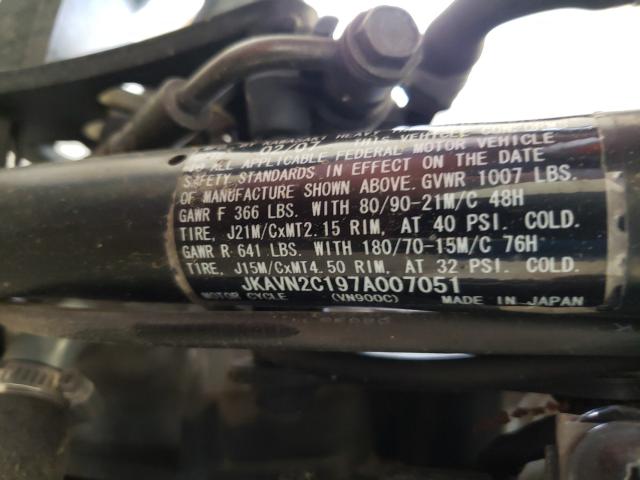 HEAVY
02/07 VEHICLE CONFORMS
ALL APPLICABLE FEDERAL MOTOR VEHICLE
SAFETY STANDARDS IN EFFECT ON THE DATE
OF MANUFACTURE SHOWN ABOVE. GVWR 1007 LBS.
GAWR F 366 LBS. WITH 80/90-21M/C 48H
TIRE, J21M/CxMT2.15 RIM, AT 40 PSI. COLD.
GAWR R 641 LBS. WITH 180/70-15M/C 76H
TIRE, J15M/CxMT4.50 RIM, AT 32 PSI. COLD.
JKAVN2C197A007051
MOTOR CYCLE (VN900C) MADE IN JAPAN